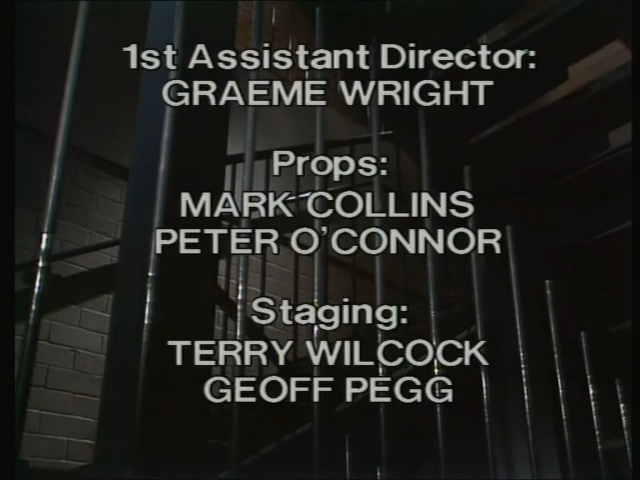 1st Assistant Director:
GRAEME WRIGHT
Props:
MARK COLLINS
PETER O'CONNOR
Staging:
TERRY WILCOCK
GEOFF PEGG